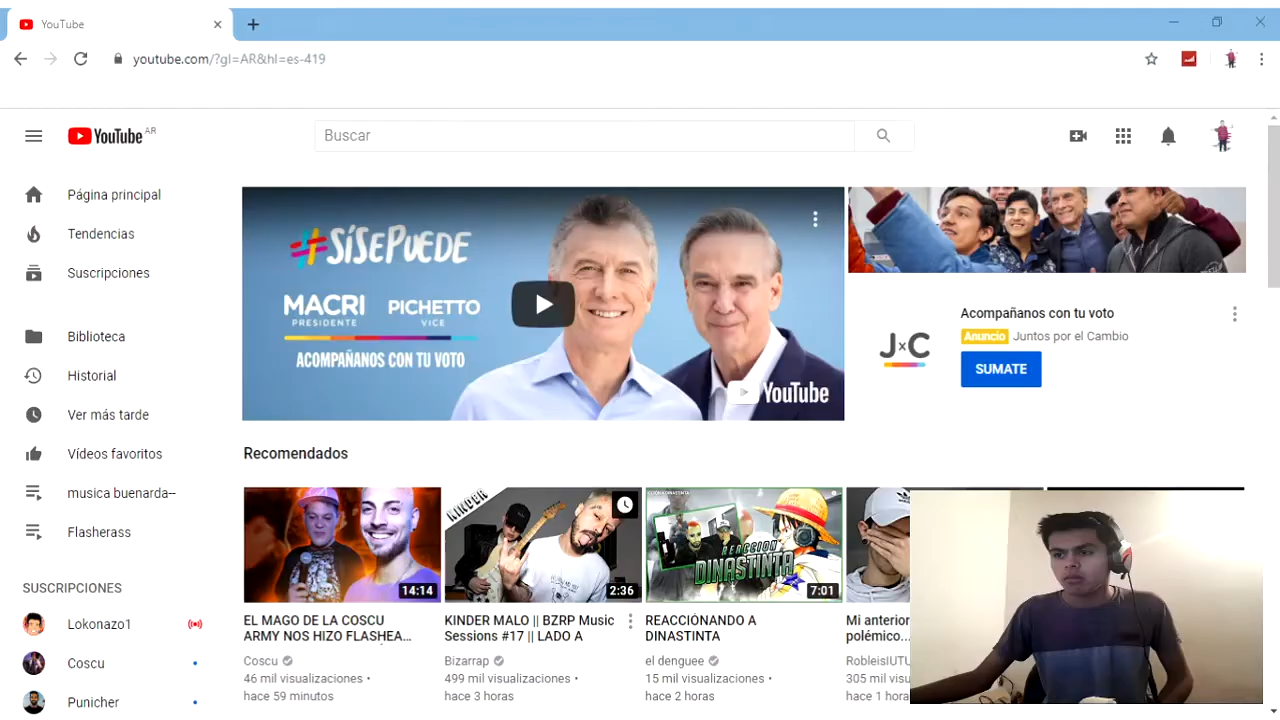 YouTube
youtube.com/?gl=AR&hl=es-419
YouTube AR
Buscar
Página principal
Tendencias
Suscripciones
Biblioteca
Historial
Ver más tarde
Vídeos favoritos
musica buenarda--
Flasherass
SUSCRIPCIONES
Lokonazo1
Coscu
Punicher
#SÍSEPUEDE
MACRI PICHETTO
PRESIDENTE VICE
ACOMPAÑANOS CON TU VOTO
YouTube
JxC
Acompañanos con tu voto
Anuncio Juntos por el Cambio
SUMATE
Recomendados
14:14
EL MAGO DE LA COSCU
ARMY NOS HIZO FLASHEA...
Coscu
46 mil visualizaciones •
hace 59 minutos
KINDER
2:36
KINDER MALO || BZRP Music
Sessions #17 || LADO A
Bizarrap
499 mil visualizaciones •
hace 3 horas
REACCION
DINASTINTA
7:01
REACCIÓNANDO A
DINASTINTA
el denguee
15 mil visualizaciones •
hace 2 horas
Mi anterior
polémico...
RobleisIUTU
305 mil visu
hace 1 hora